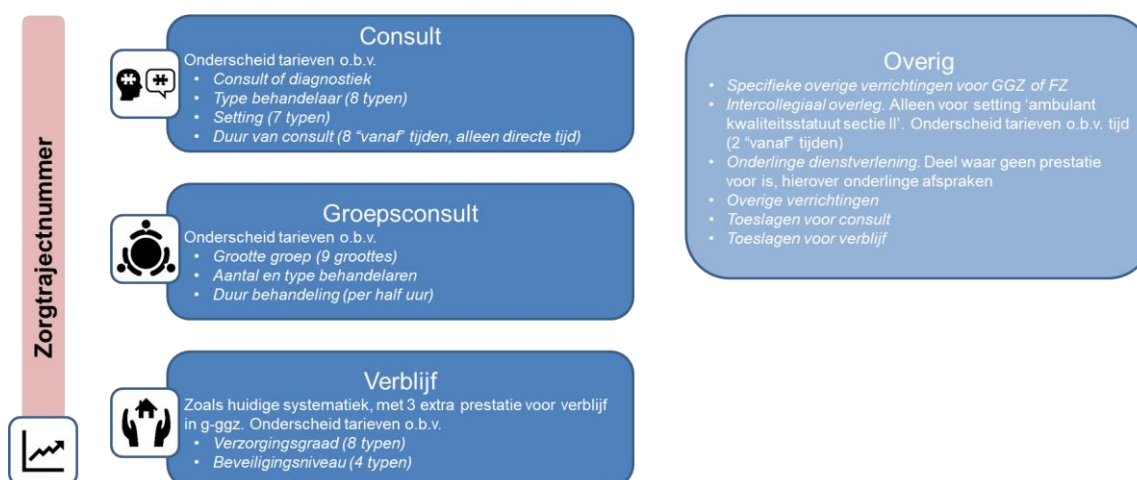 Zorgtrajectnummer
Consult
Onderscheid tarieven o.b.v.
• Consult of diagnostiek
• Type behandelaar (8 typen)
• Setting (7 typen)
• Duur van consult (8 “vanaf” tijden, alleen directe tijd)
Groepsconsult
Onderscheid tarieven o.b.v.
• Grootte groep (9 groottes)
• Aantal en type behandelaren
• Duur behandeling (per half uur)
Verblijf
Zoals huidige systematiek, met 3 extra prestatie voor verblijf
in g-ggz. Onderscheid tarieven o.b.v.
• Verzorgingsgraad (8 typen)
• Beveiligingsniveau (4 typen)
Overig
• Specifieke overige verrichtingen voor GGZ of FZ
• Intercollegiaal overleg. Alleen voor setting ‘ambulant
kwaliteitsstatuut sectie II’. Onderscheid tarieven o.b.v. tijd
(2 “vanaf” tijden)
• Onderlinge dienstverlening. Deel waar geen prestatie
voor is, hierover onderlinge afspraken
• Overige verrichtingen
• Toeslagen voor consult
• Toeslagen voor verblijf